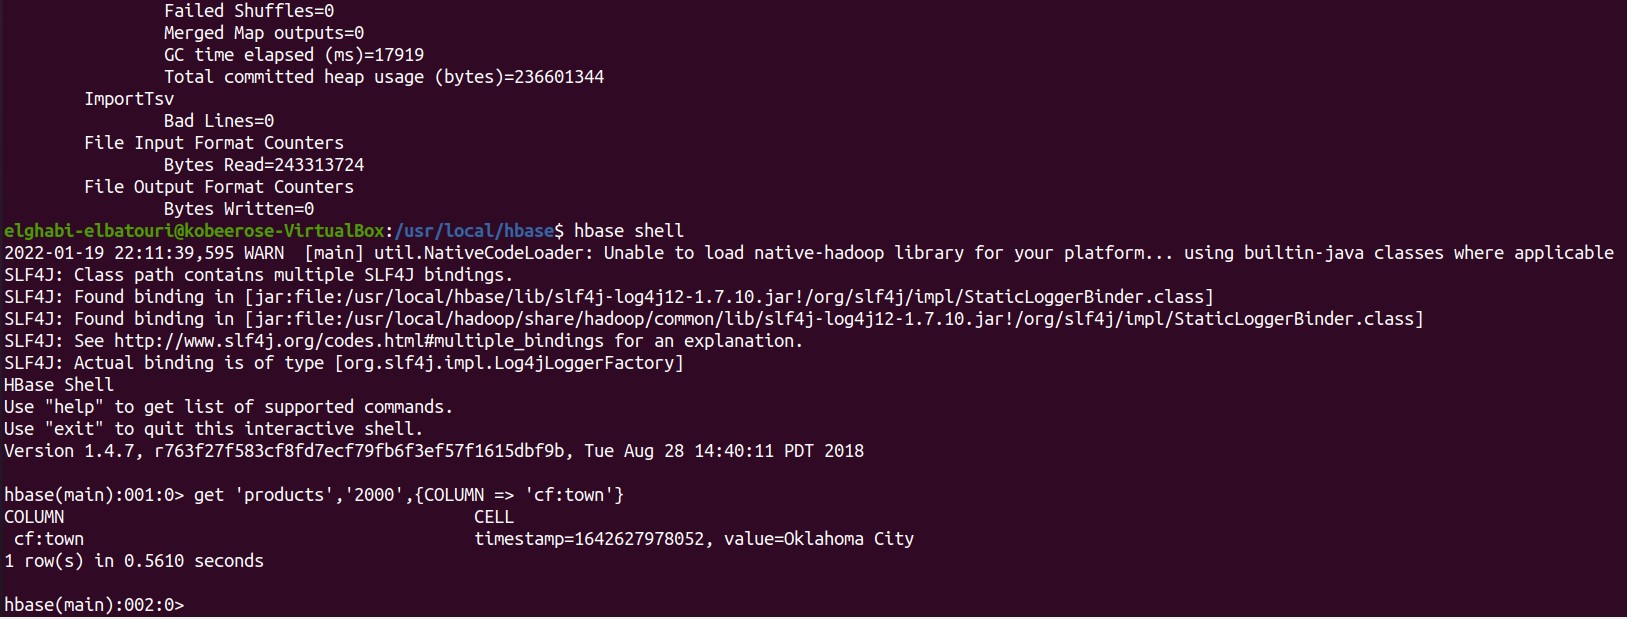 Failed Shuffles=0
Merged Map outputs=0
GC time elapsed (ms)=17919
Total committed heap usage (bytes)=236601344
ImportTsv
Bad Lines=0
File Input Format Counters
Bytes Read=243313724
File Output Format Counters
Bytes Written=0
elghabi-elbatouri@kobeerose-VirtualBox:/usr/local/hbase$ hbase shell
2022-01-19 22:11:39,595 WARN  [main] util.NativeCodeLoader: Unable to load native-hadoop library for your platform... using builtin-java classes where applicable
SLF4J: Class path contains multiple SLF4J bindings.
SLF4J: Found binding in [jar:file:/usr/local/hbase/lib/slf4j-log4j12-1.7.10.jar!/org/slf4j/impl/StaticLoggerBinder.class]
SLF4J: Found binding in [jar:file:/usr/local/hadoop/share/hadoop/common/lib/slf4j-log4j12-1.7.10.jar!/org/slf4j/impl/StaticLoggerBinder.class]
SLF4J: See http://www.slf4j.org/codes.html#multiple_bindings for an explanation.
SLF4J: Actual binding is of type [org.slf4j.impl.Log4jLoggerFactory]
HBase Shell
Use "help" to get list of supported commands.
Use "exit" to quit this interactive shell.
Version 1.4.7, r763f27f583cf8fd7ecf79fb6f3ef57f1615dbf9b, Tue Aug 28 14:40:11 PDT 2018
hbase(main):001:0> get 'products','2000',{COLUMN => 'cf:town'}
COLUMN CELL
cf:town timestamp=1642627978052, value=Oklahoma City
1 row(s) in 0.5610 seconds
hbase(main):002:0>